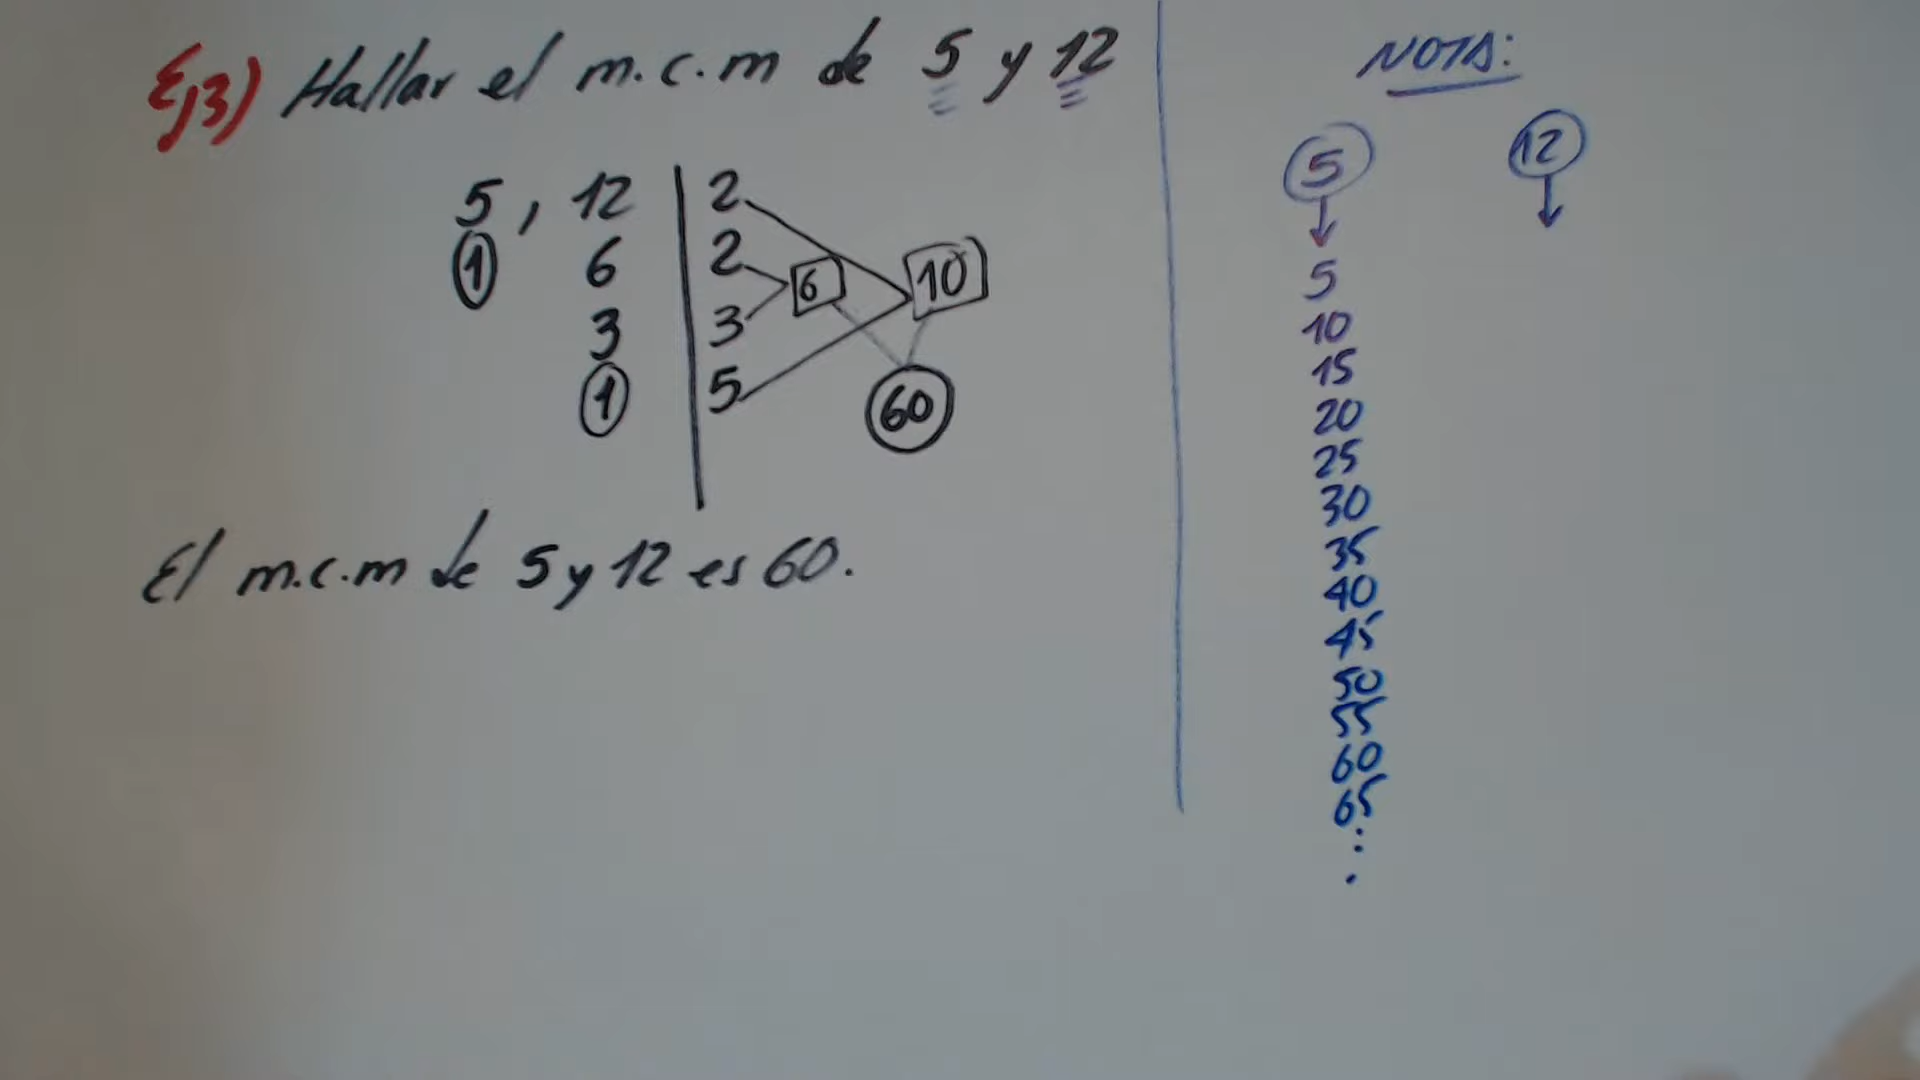 Ej3) Hallar el m.c.m de 5 y 12
5 , 12 | 2
1 6 | 2
3 | 3
1 | 5
6
10
60
El m.c.m de 5 y 12 es 60.
NOTA:
5 12
5
10
15
20
25
30
35
40
45
50
55
60
65
...